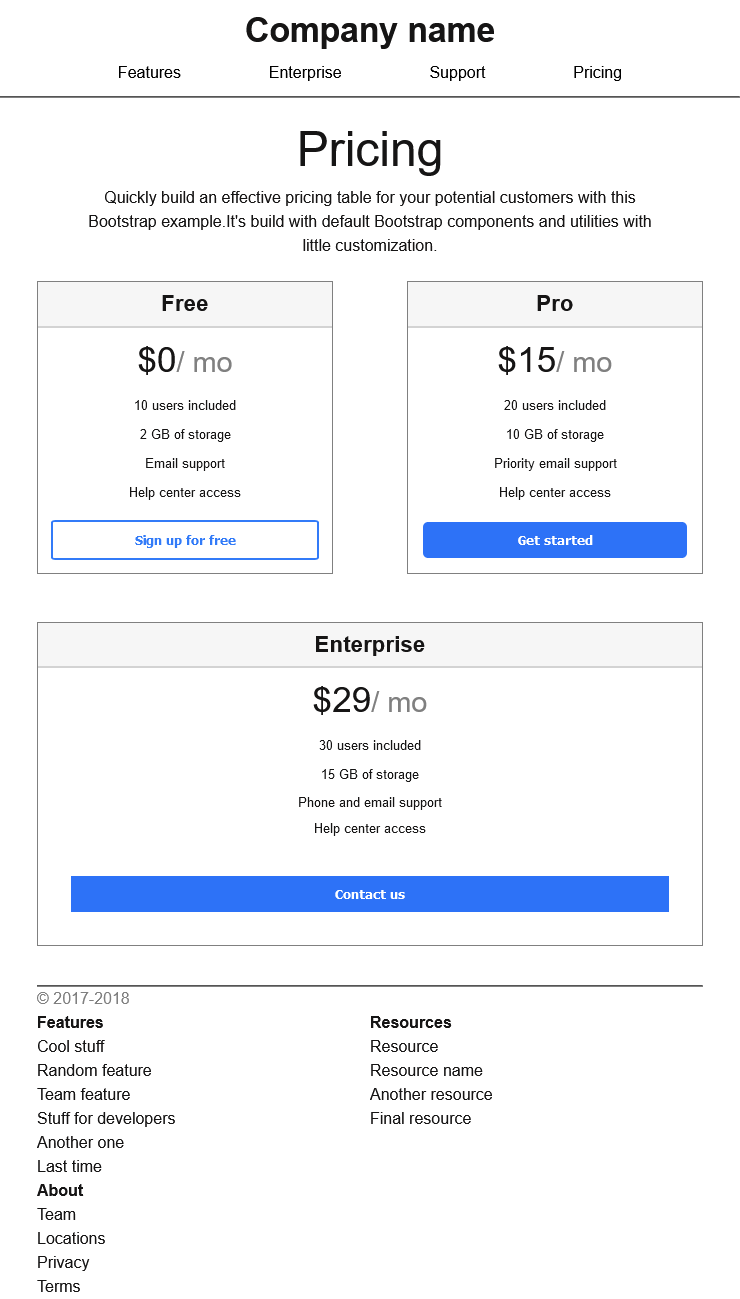 Company name
Features Enterprise Support Pricing
Pricing
Quickly build an effective pricing table for your potential customers with this
Bootstrap example.It's build with default Bootstrap components and utilities with
little customization.
Free
$0/ mo
10 users included
2 GB of storage
Email support
Help center access
Sign up for free
Pro
$15/ mo
20 users included
10 GB of storage
Priority email support
Help center access
Get started
Enterprise
$29/ mo
30 users included
15 GB of storage
Phone and email support
Help center access
Contact us
© 2017-2018
Features
Cool stuff
Random feature
Team feature
Stuff for developers
Another one
Last time
Resources
Resource
Resource name
Another resource
Final resource
About
Team
Locations
Privacy
Terms